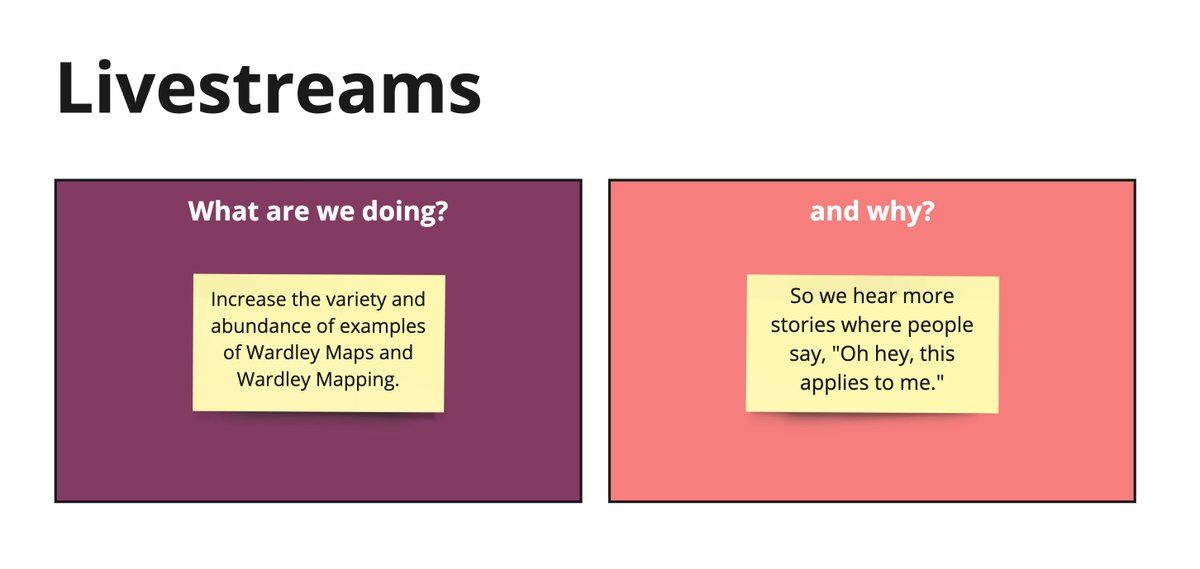 Livestreams
What are we doing?
Increase the variety and
abundance of examples
of Wardley Maps and
Wardley Mapping.
and why?
So we hear more
stories where people
say, "Oh hey, this
applies to me."